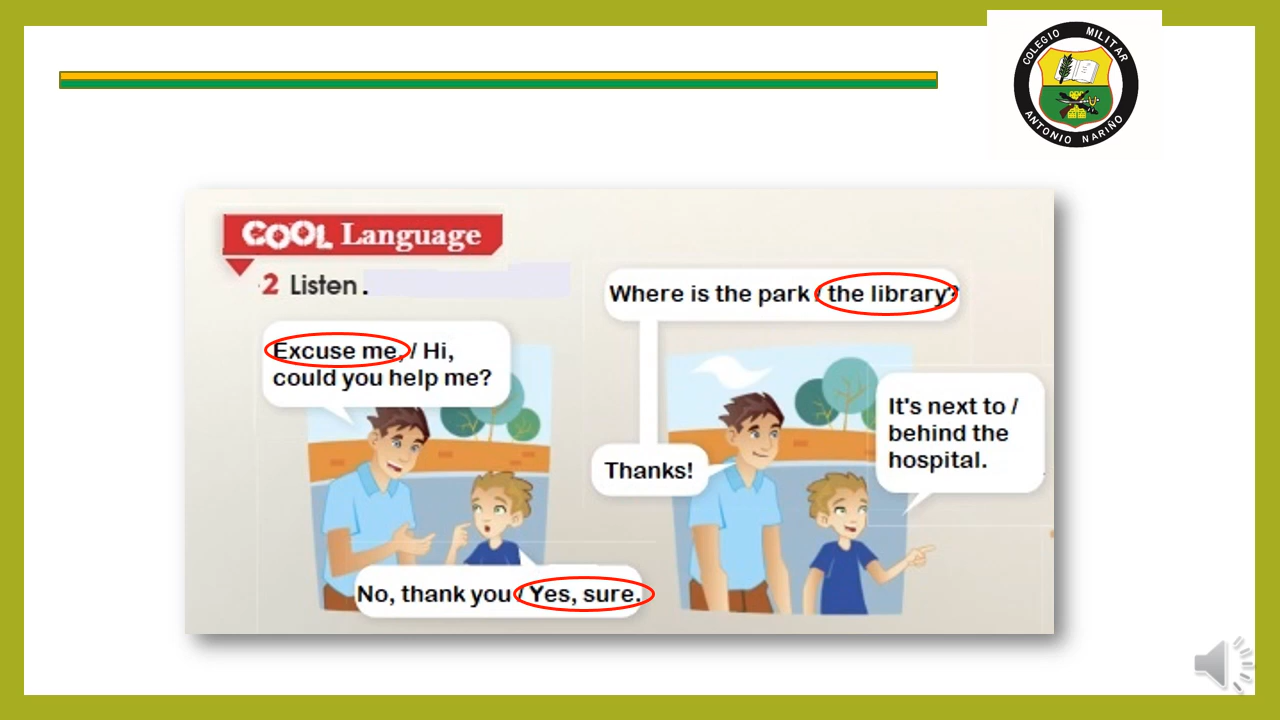 COLEGIO MILITAR
ANTONIO NARIÑO
COOL Language
2 Listen.
Excuse me, / Hi,
could you help me?
No, thank you / Yes, sure.
Where is the park / the library?
Thanks!
It's next to /
behind the
hospital.